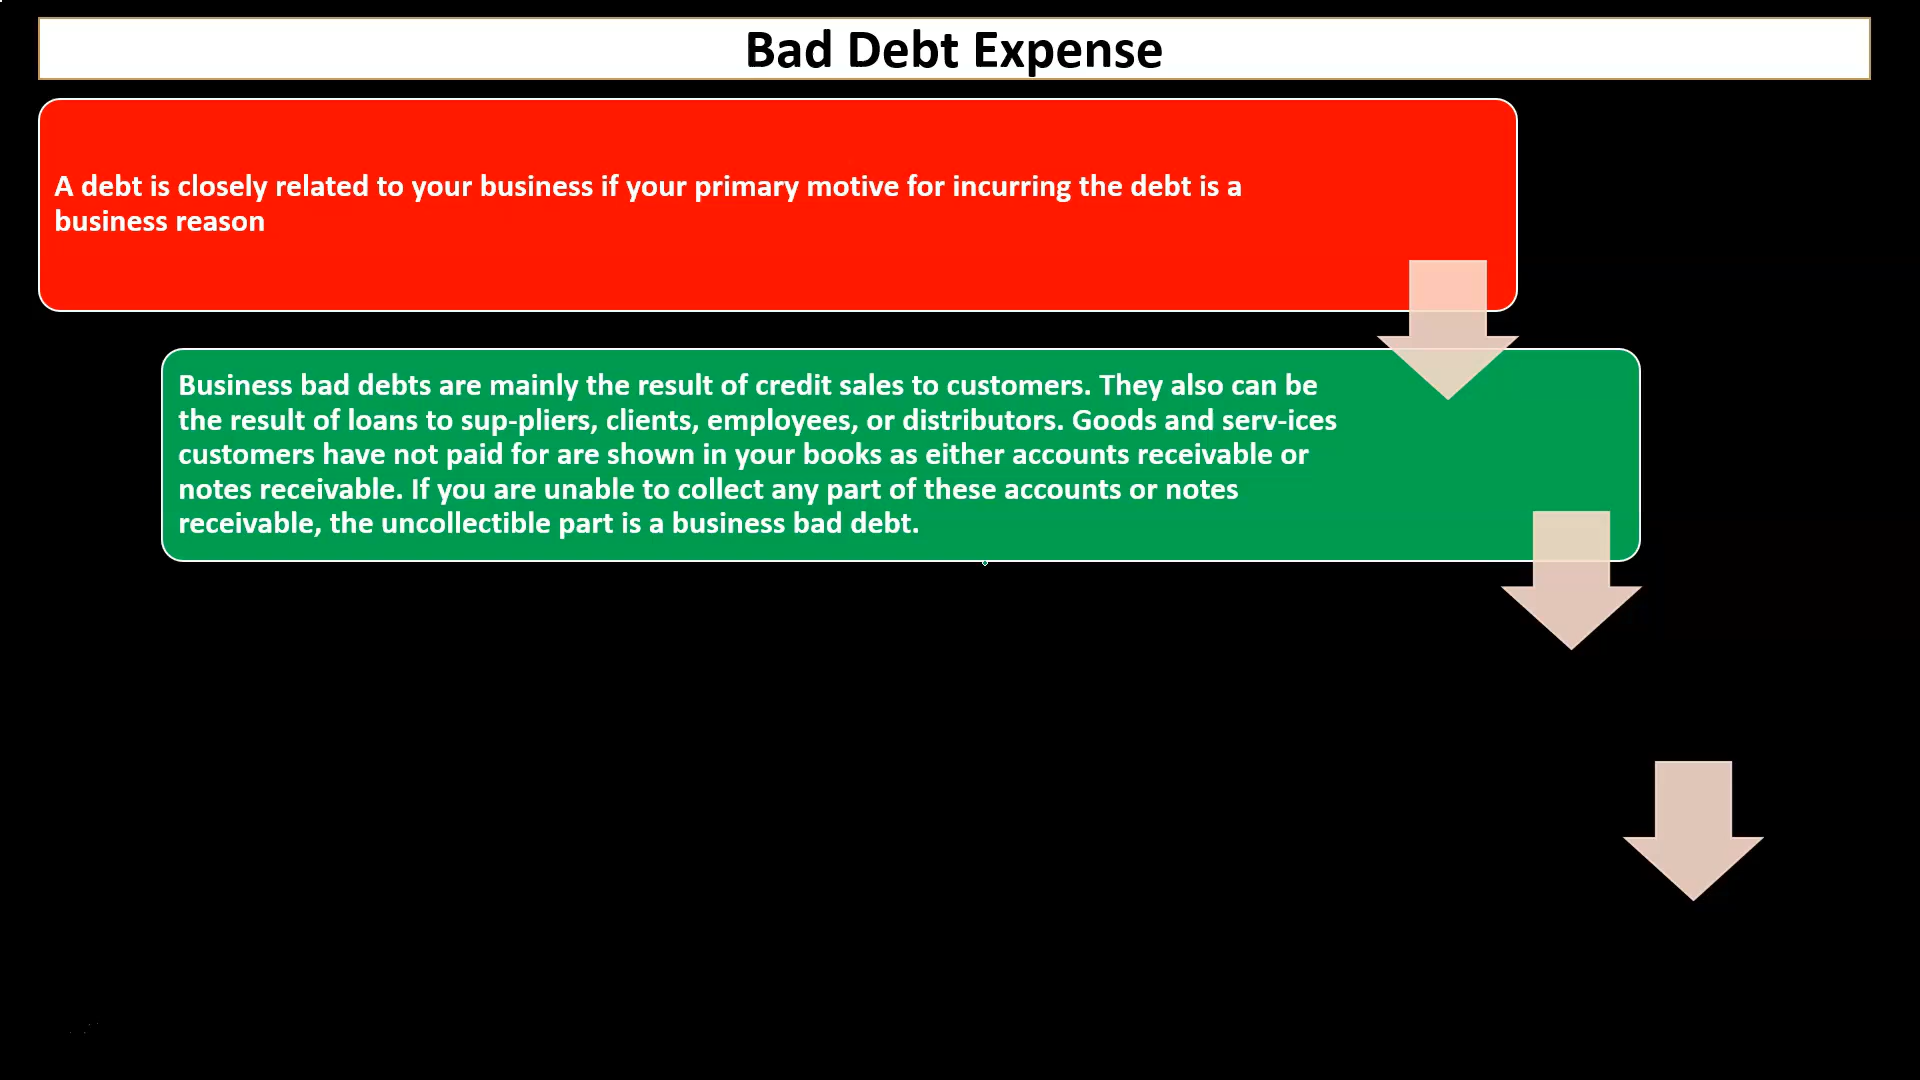 Bad Debt Expense
A debt is closely related to your business if your primary motive for incurring the debt is a
business reason
Business bad debts are mainly the result of credit sales to customers. They also can be
the result of loans to sup-pliers, clients, employees, or distributors. Goods and serv-ices
customers have not paid for are shown in your books as either accounts receivable or
notes receivable. If you are unable to collect any part of these accounts or notes
receivable, the uncollectible part is a business bad debt.